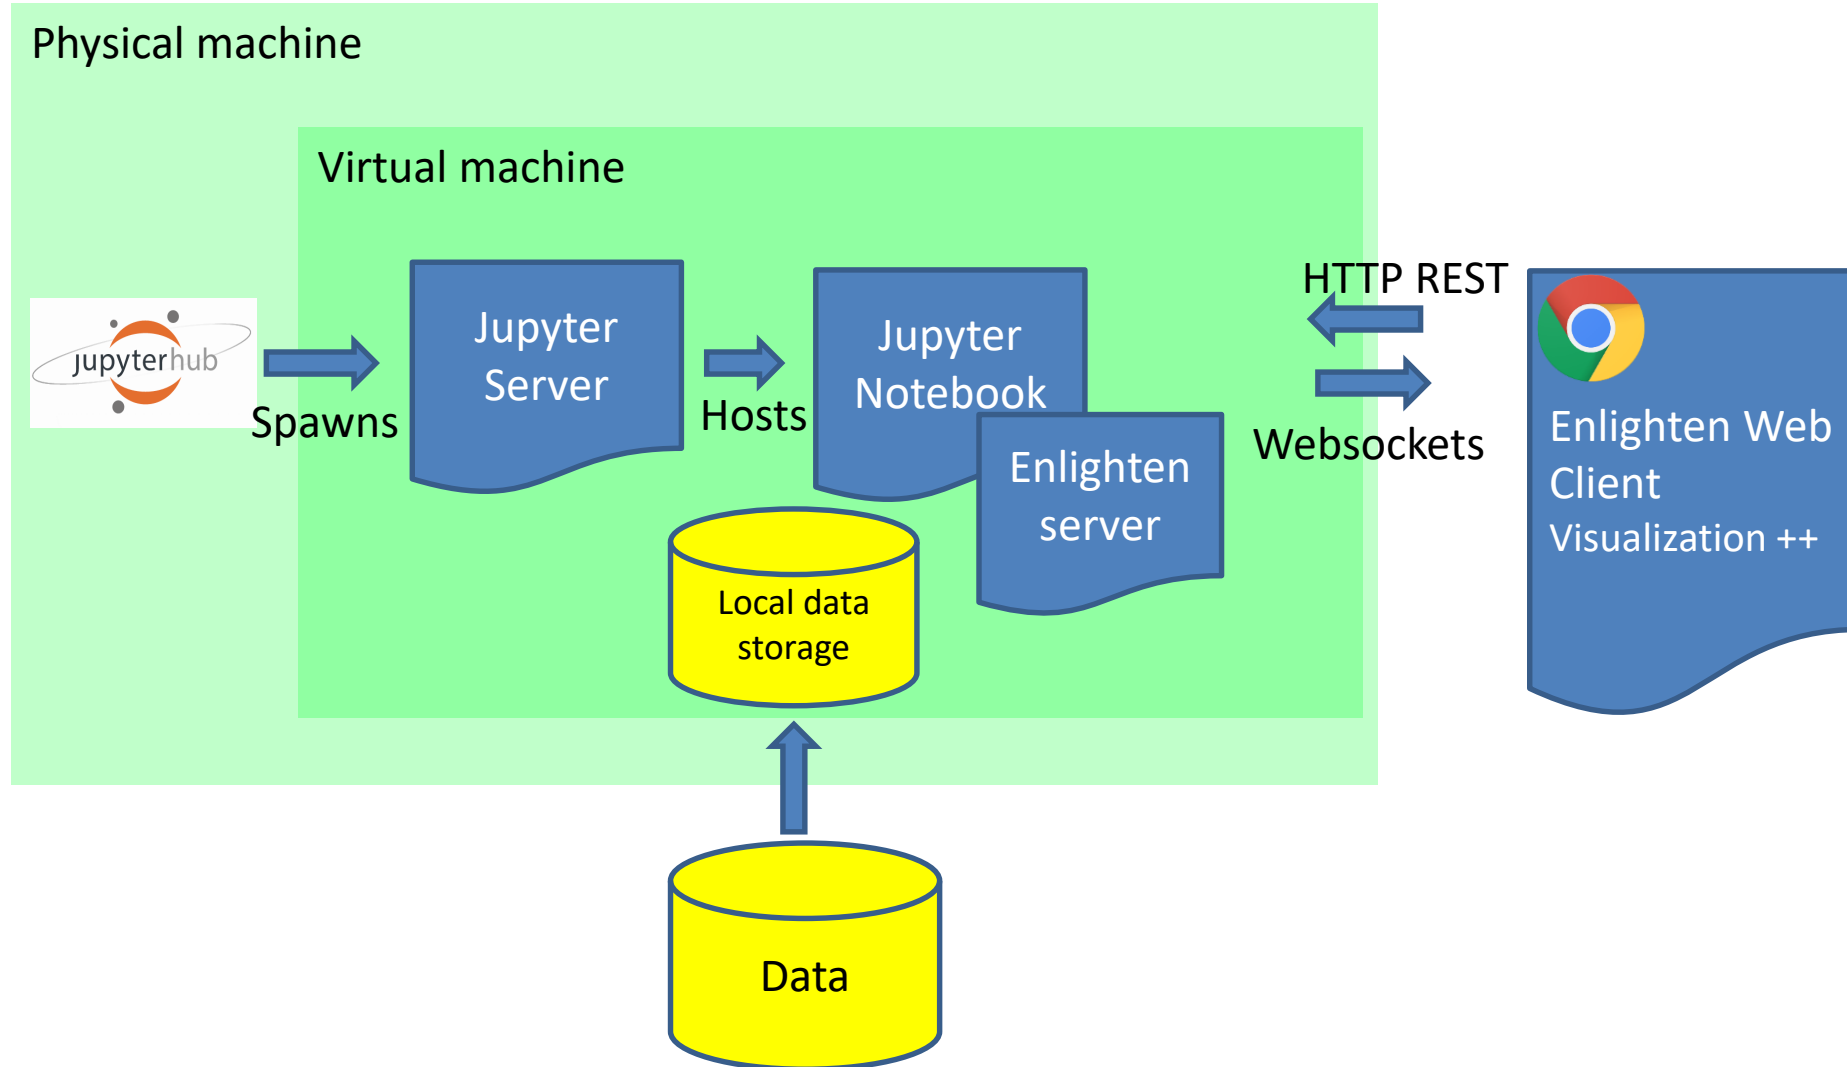 Physical machine
Virtual machine
jupyterhub
Spawns
Jupyter
Server
Hosts
Jupyter
Notebook
Enlighten
server
Local data
storage
HTTP REST
Websockets
Enlighten Web
Client
Visualization ++
Data